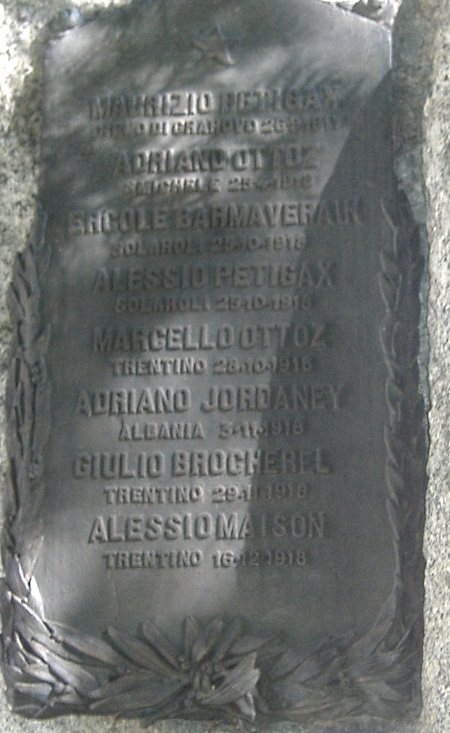 MAURIZIO PETIGAX
ADRIANO OTTOZ
S MICHELE 25-
ERCOLE BARMAVERAIN
SOLAROLI 25-10-1918
ALESSIO PETIGAX
SOLAROLI 25-10-1918
MARCELLO OTTOZ
TRENTINO 28-10-1918
ADRIANO JORDANEY
ALBANIA 3-11-1918
GIULIO BROCHEREL
TRENTINO 29-11-1918
ALESSIO MAISON
TRENTINO 16-12-1918